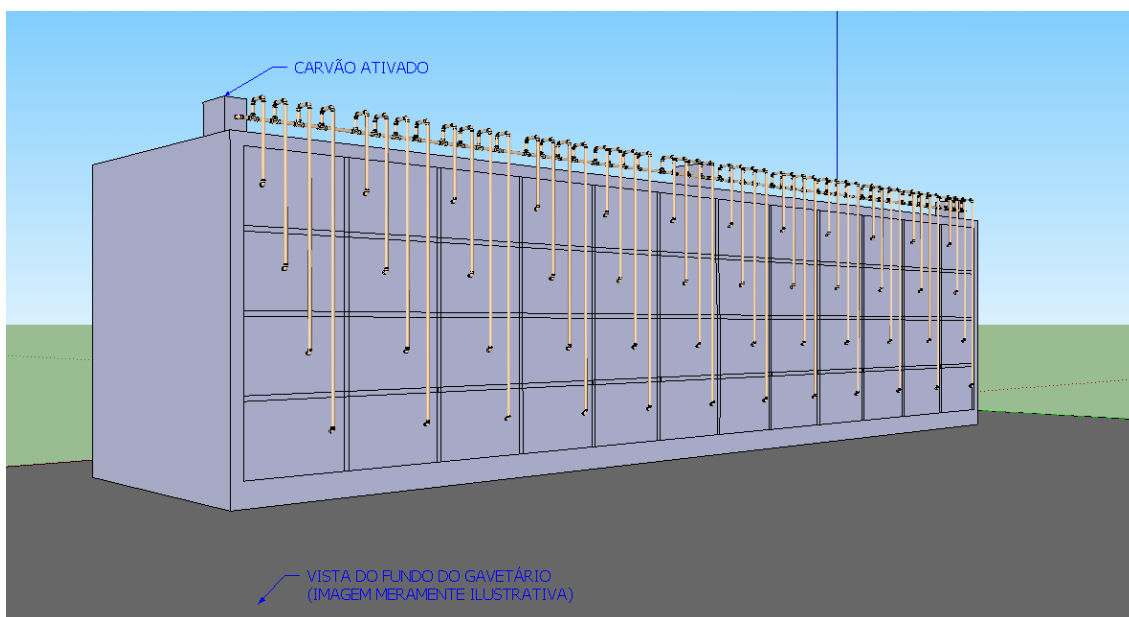 CARVÃO ATIVADO
VISTA DO FUNDO DO GAVETÁRIO
(IMAGEM MERAMENTE ILUSTRATIVA)